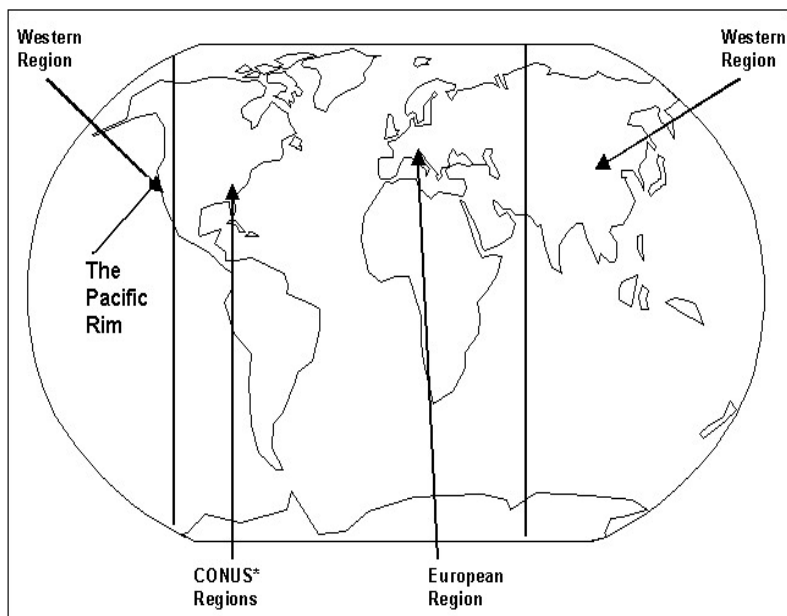 Western
Region
Western
Region
The
Pacific
Rim
CONUS*
Regions
European
Region